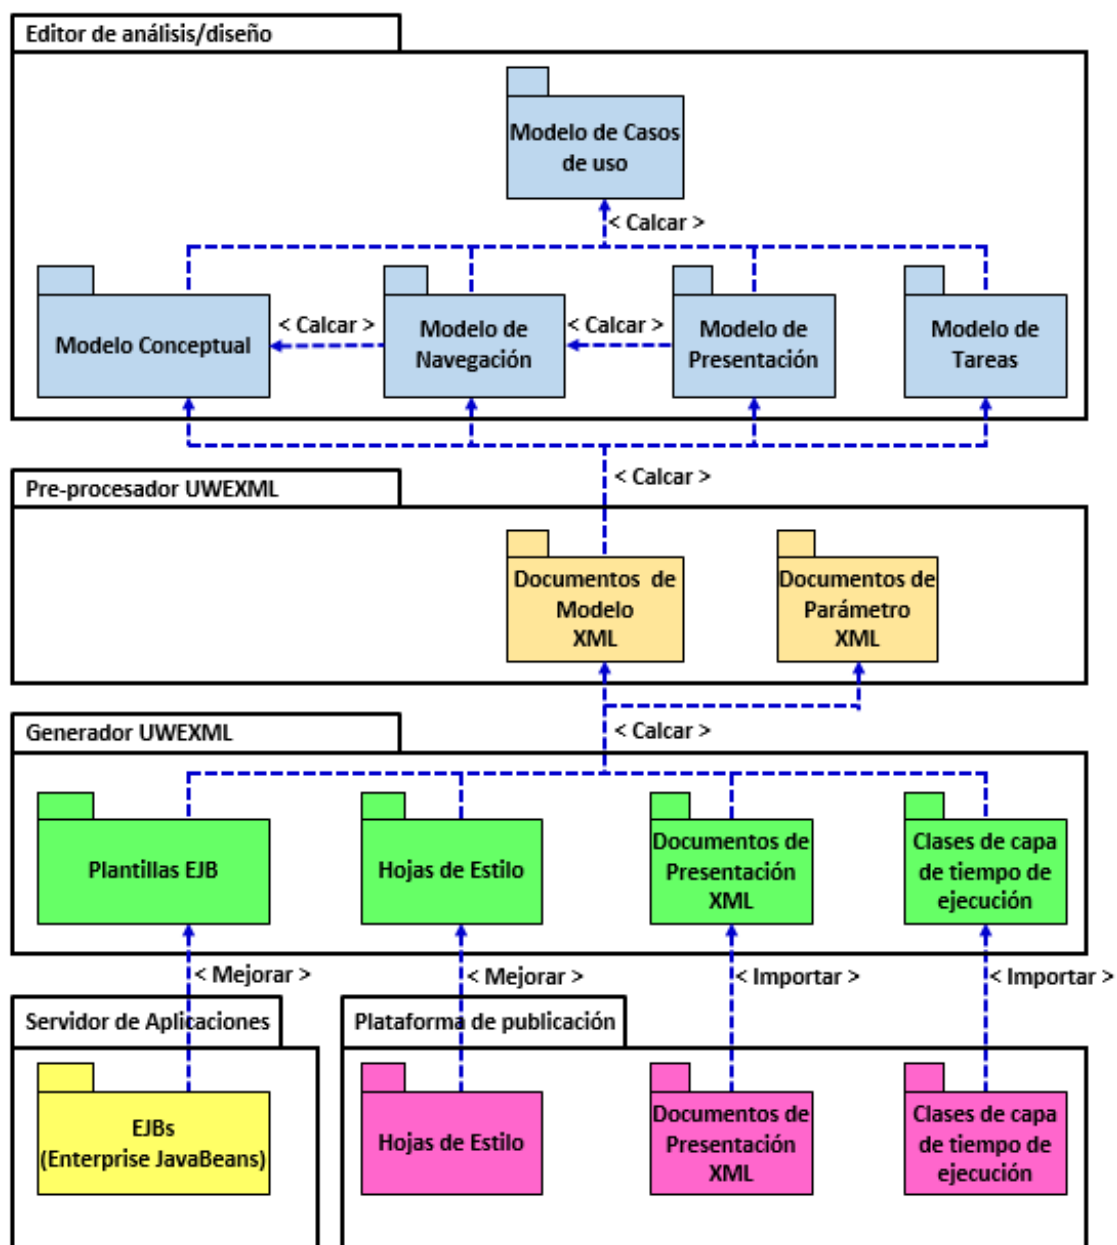 Editor de análisis/diseño
Modelo de Casos
de uso
< Calcar >
Modelo Conceptual
< Calcar >
Modelo de
Navegación
< Calcar >
Modelo de
Presentación
Modelo de
Tareas
< Calcar >
Pre-procesador UWEXML
Documentos de
Modelo
XML
Documentos de
Parámetro
XML
Generador UWEXML
< Calcar >
Plantillas EJB
Hojas de Estilo
Documentos de
Presentación
XML
Clases de capa
de tiempo de
ejecución
< Mejorar >
< Mejorar >
< Importar >
< Importar >
Servidor de Aplicaciones
Plataforma de publicación
EJBs
(Enterprise JavaBeans)
Hojas de Estilo
Documentos de
Presentación
XML
Clases de capa
de tiempo de
ejecución